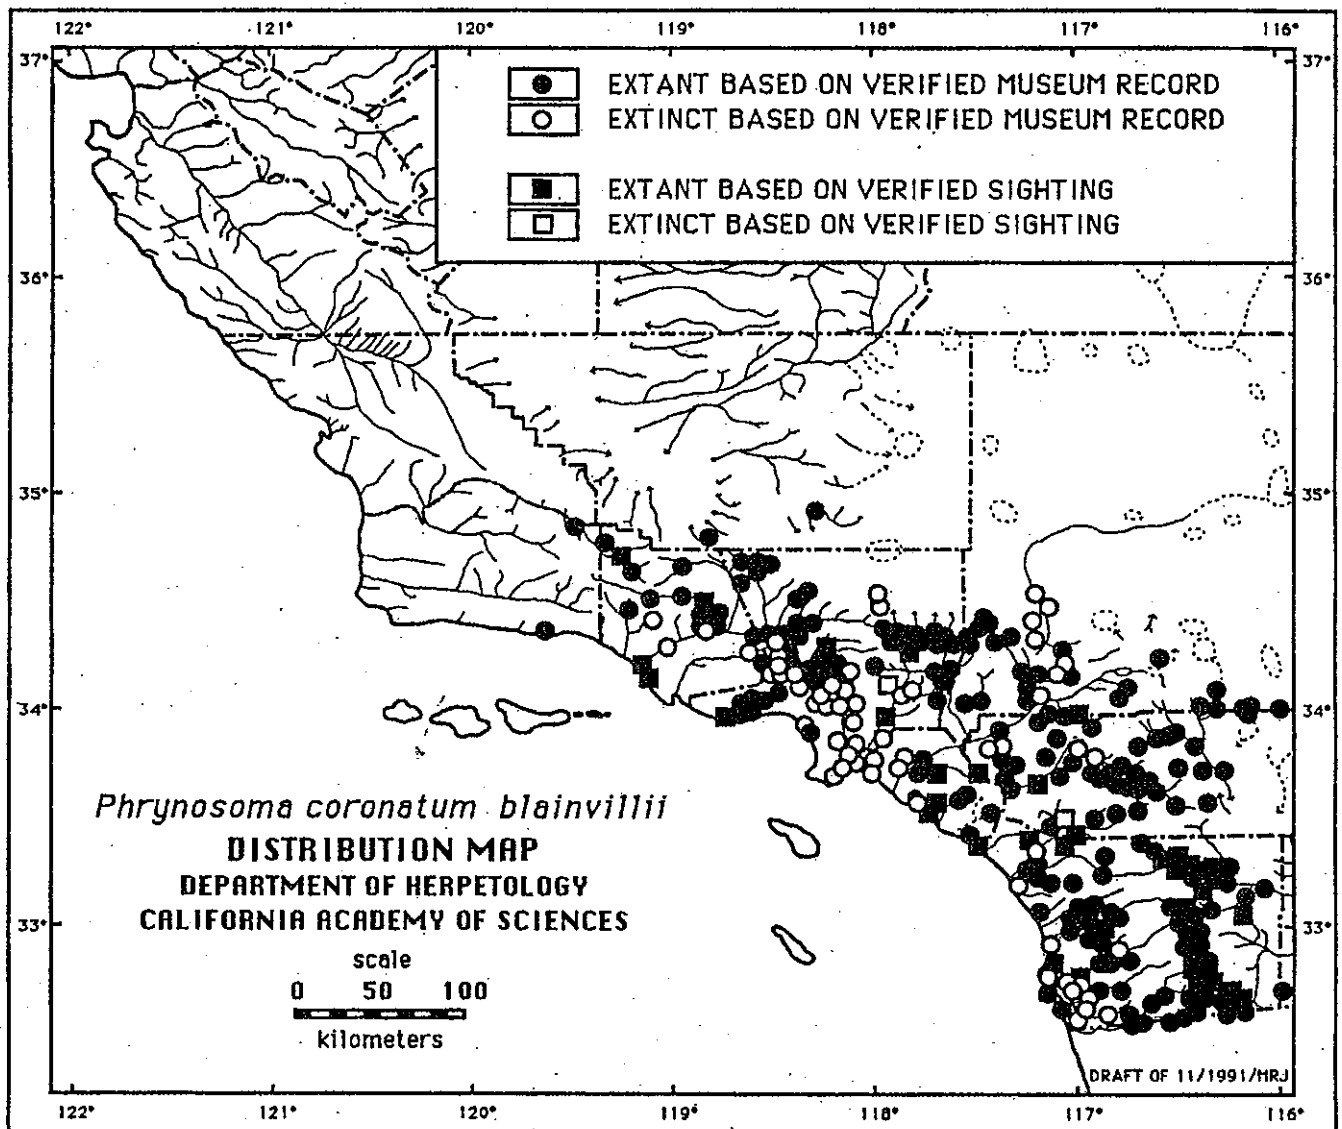 122° 121° 120° 119° 118° 117° 116°
37° 37°
EXTANT BASED ON VERIFIED MUSEUM RECORD
EXTINCT BASED ON VERIFIED MUSEUM RECORD
EXTANT BASED ON VERIFIED SIGHTING
EXTINCT BASED ON VERIFIED SIGHTING
36° 36°
35° 35°
34° 34°
Phrynosoma coronatum blainvillii
DISTRIBUTION MAP
DEPARTMENT OF HERPETOLOGY
CALIFORNIA ACADEMY OF SCIENCES
33° 33°
scale
0 50 100
kilometers
DRAFT OF 11/1991/MRJ
122° 121° 120° 119° 118° 117° 116°